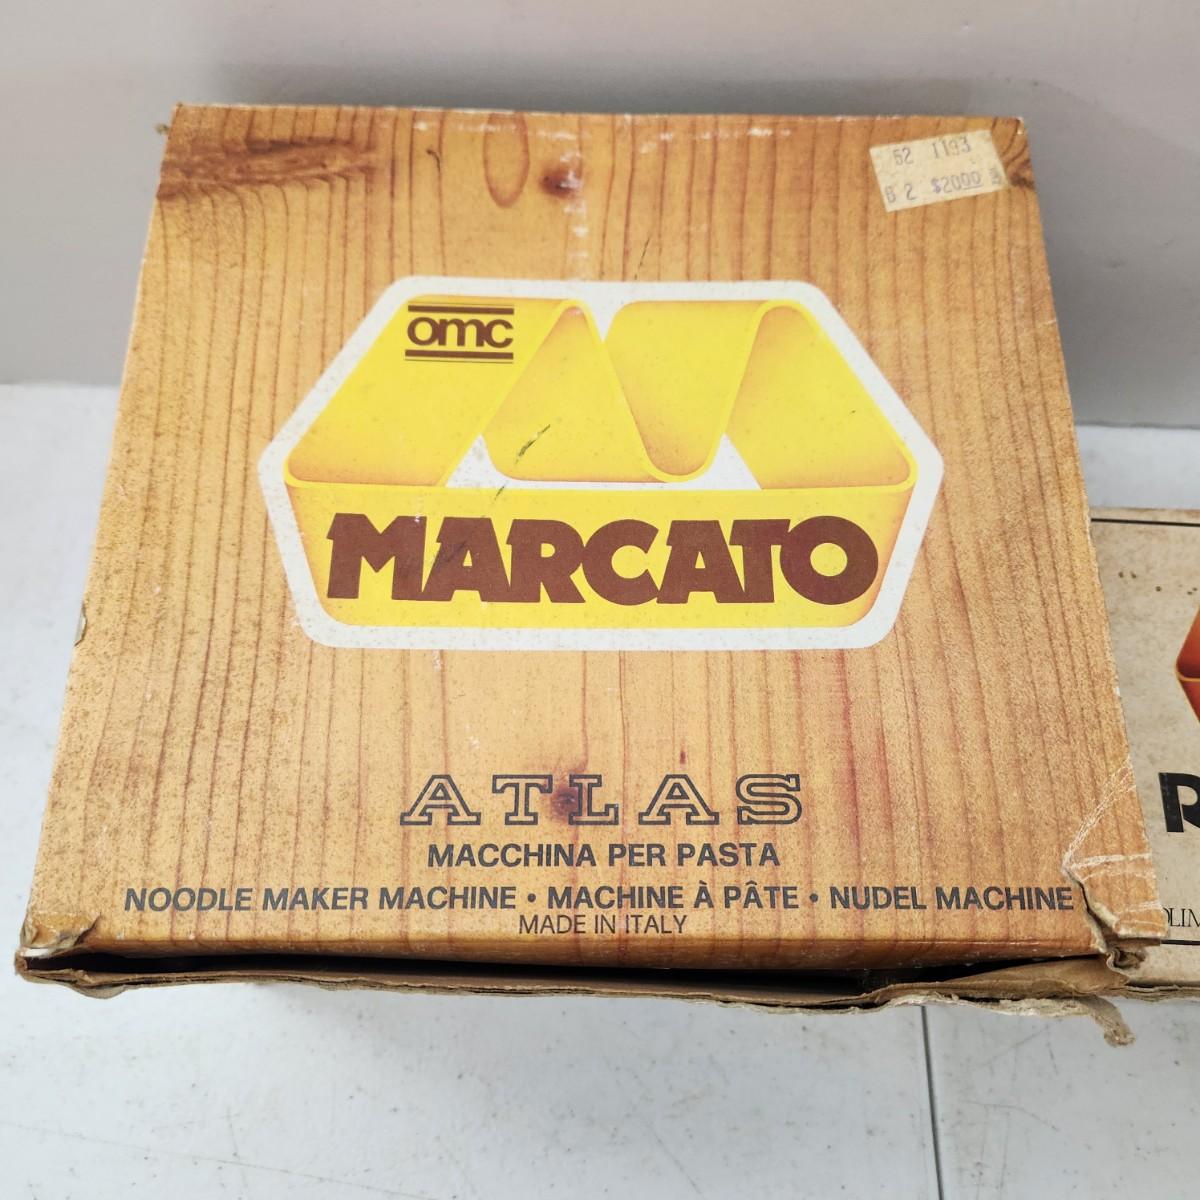 52 1193
B 2 $2000
omc
MARCATO
ATLAS
MACCHINA PER PASTA
NOODLE MAKER MACHINE • MACHINE À PÂTE • NUDEL MACHINE
MADE IN ITALY
R